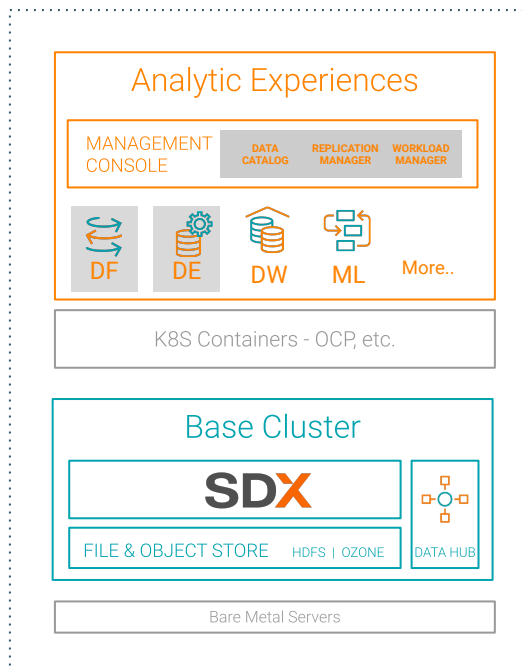 Analytic Experiences
MANAGEMENT
CONSOLE
DATA
CATALOG
REPLICATION
MANAGER
WORKLOAD
MANAGER
DF
DE
DW
ML
More..
K8S Containers - OCP, etc.
Base Cluster
SDX
FILE & OBJECT STORE
HDFS | OZONE
DATA HUB
Bare Metal Servers